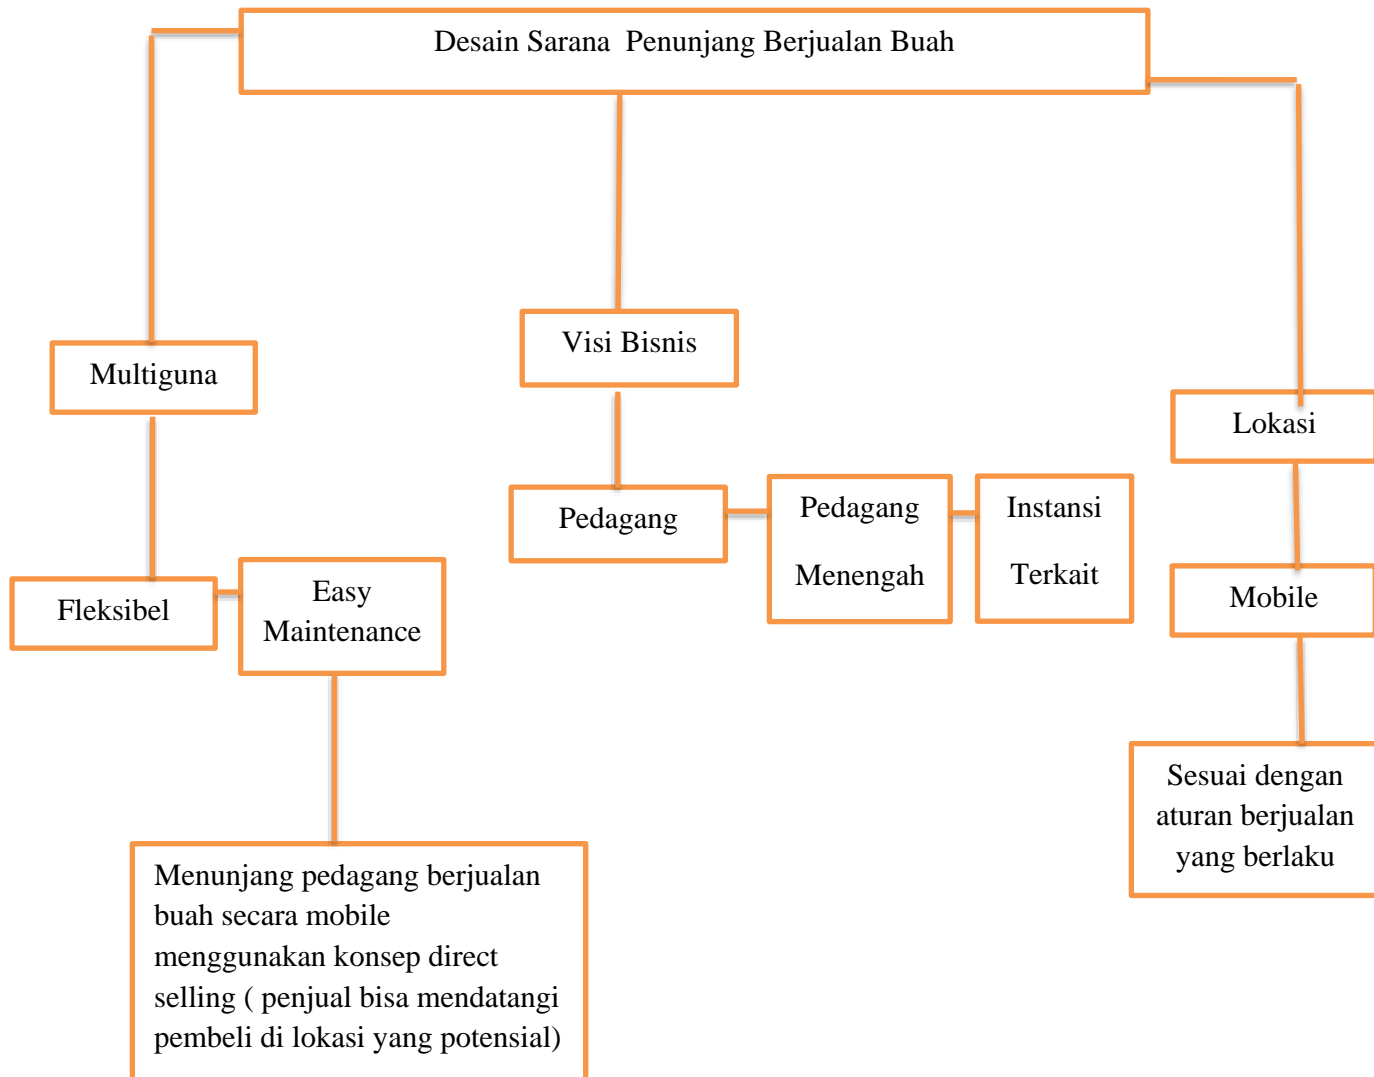 Desain Sarana  Penunjang Berjualan Buah
Visi Bisnis
Multiguna
Lokasi
Pedagang
Pedagang
Menengah
Instansi
Terkait
Fleksibel
Easy
Maintenance
Mobile
Sesuai dengan
aturan berjualan
yang berlaku
Menunjang pedagang berjualan
buah secara mobile
menggunakan konsep direct
selling ( penjual bisa mendatangi
pembeli di lokasi yang potensial)